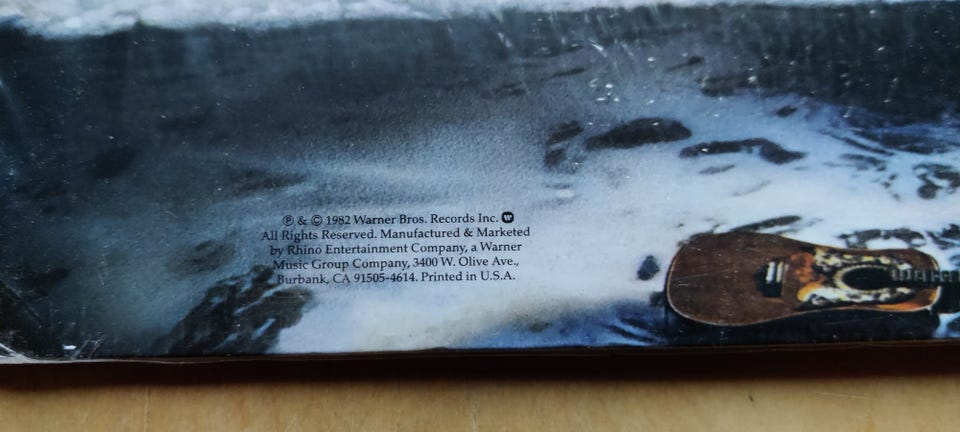 ℗ & © 1982 Warner Bros. Records Inc.
All Rights Reserved. Manufactured & Marketed
by Rhino Entertainment Company, a Warner
Music Group Company, 3400 W. Olive Ave.,
Burbank, CA 91505-4614. Printed in U.S.A.